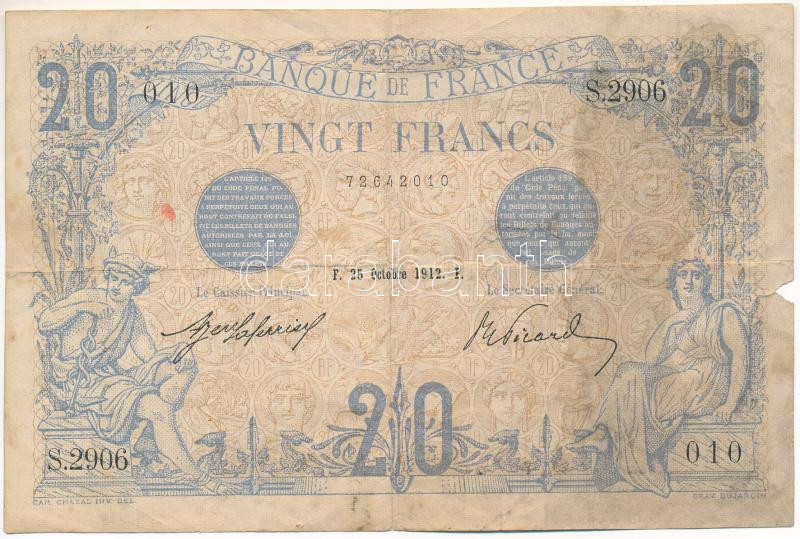 BANQUE DE FRANCE
20 20
010 S.2906
VINGT FRANCS
72642010
L'ARTICLE 139
DU CODE PÉNAL PU-
NIT DES TRAVAUX FORCÉS
À PERPÉTUITÉ CEUX QUI AU-
RONT CONTREFAIT OU FALSI-
FIÉ LES BILLETS DE BANQUES
AUTORISÉES PAR LA LOI,
AINSI QUE CEUX QUI AU-
RONT FAIT USAGE DE
L'article 139
du Code Pénal pu-
nit des travaux forcés
à perpétuité ceux qui au-
ront contrefait ou falsifié
les Billets de Banques
autorisées par la loi, ainsi
que ceux qui auront
darabanth.com
F. 25 Octobre 1912. F.
Le Caissier Principal Le Secrétaire Général
Picard
20
S.2906 010
CAM. CHAZAL INV. DEL. GRAV. DUJARDIN